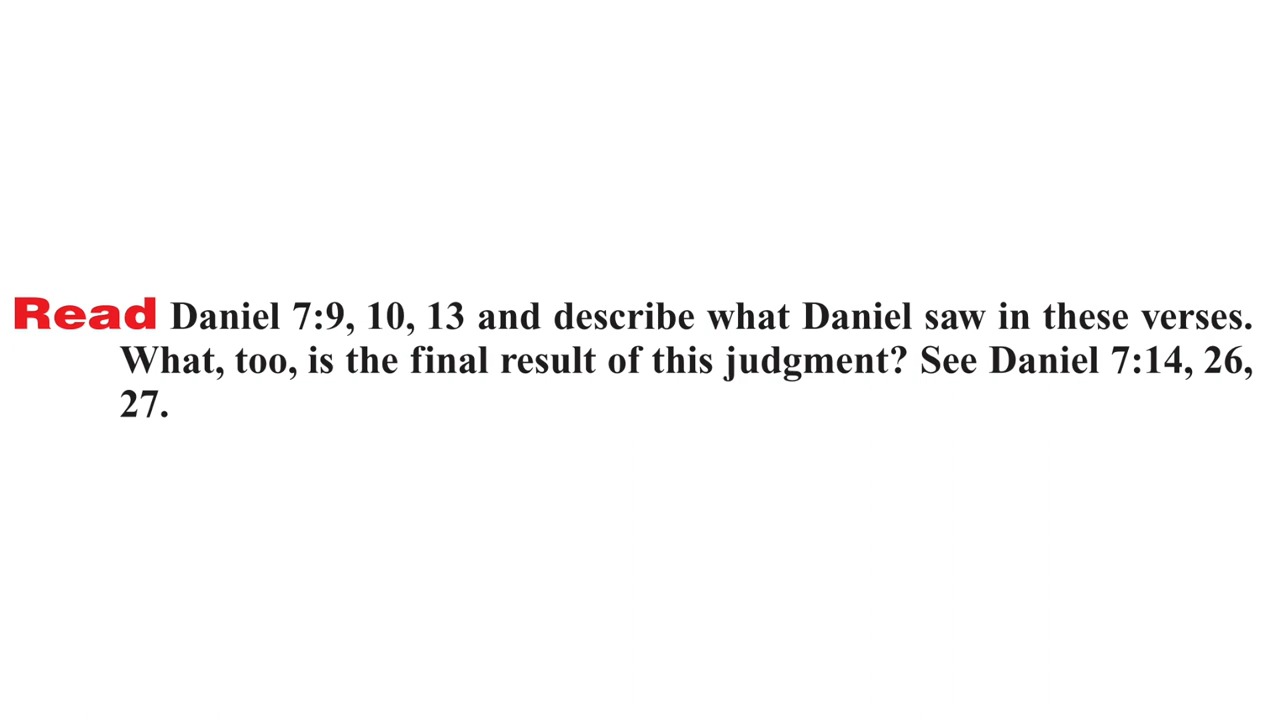 Read Daniel 7:9, 10, 13 and describe what Daniel saw in these verses.
What, too, is the final result of this judgment? See Daniel 7:14, 26,
27.